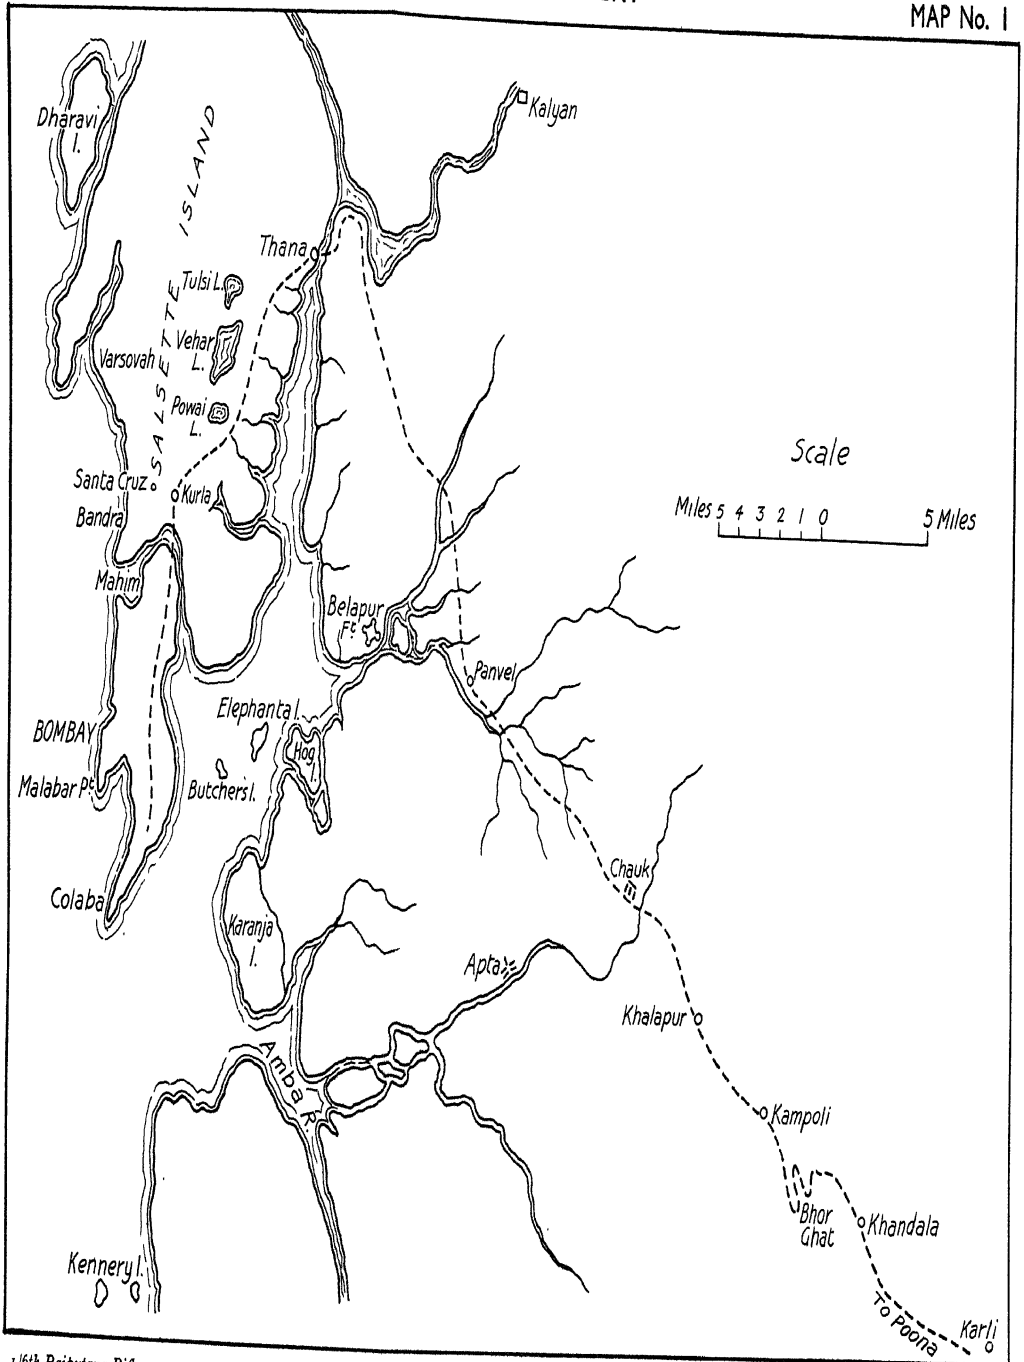 MAP No. 1
Kalyan
Dharavi
I.
SALSETTE ISLAND
Thana
Tulsi L.
Vehar
L.
Varsovah
Powai
L.
Scale
Santa Cruz
Kurla
Bandra
Miles 5 4 3 2 1 0 5 Miles
Mahim
Belapur
Ft.
Panvel
Elephanta I.
BOMBAY
Hog
I.
Malabar Pt.
Butcher's I.
Chauk
Colaba
Karanja
I.
Apta
Khalapur
Amba R.
Kampoli
Bhor
Ghat
Khandala
Kennery I.
To Poona
Karli